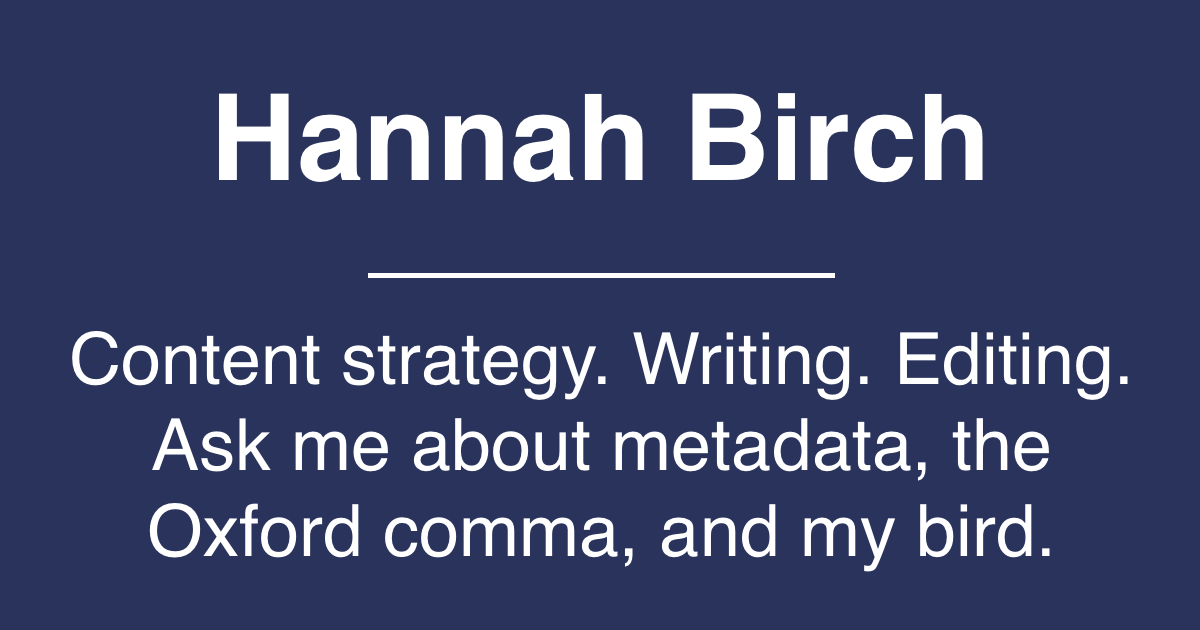 Hannah Birch
Content strategy. Writing. Editing.
Ask me about metadata, the
Oxford comma, and my bird.